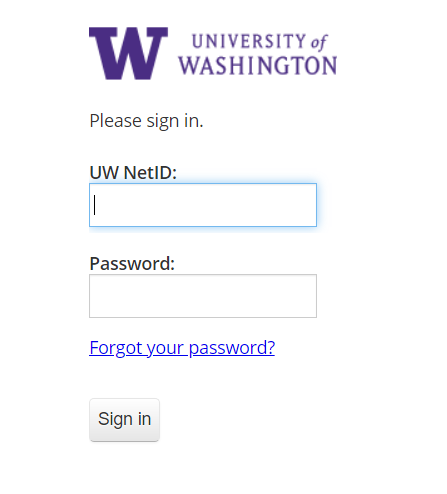 W UNIVERSITY of
WASHINGTON
Please sign in.
UW NetID:
Password:
Forgot your password?
Sign in